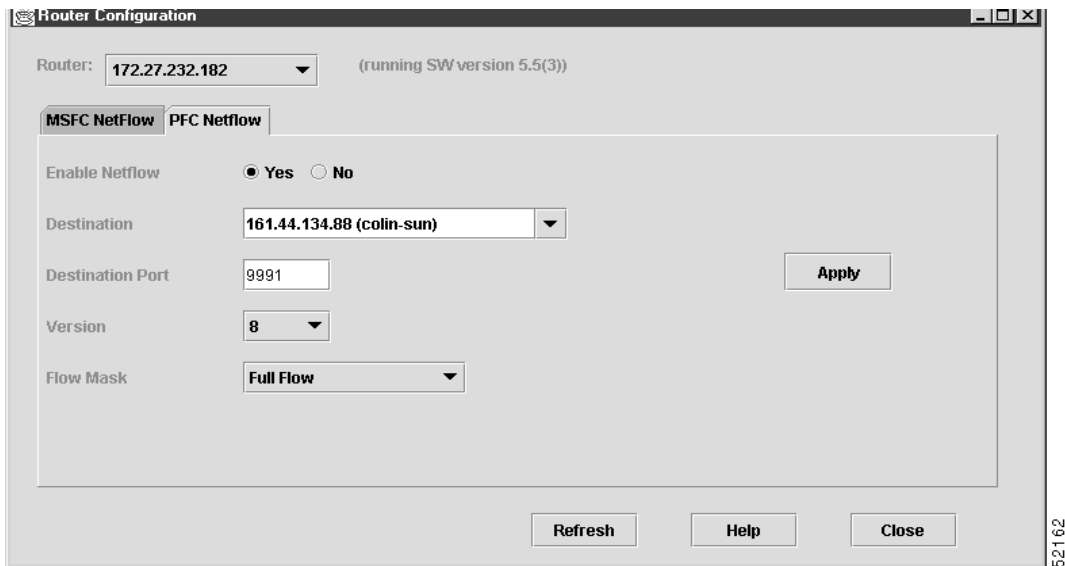 Router Configuration
Router: 172.27.232.182 (running SW version 5.5(3))
MSFC NetFlow PFC Netflow
Enable Netflow Yes No
Destination 161.44.134.88 (colin-sun)
Destination Port 9991
Apply
Version 8
Flow Mask Full Flow
Refresh Help Close
52162